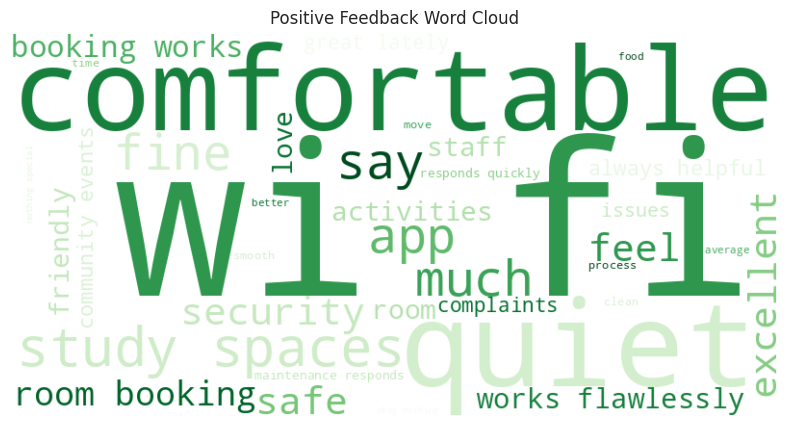 Positive Feedback Word Cloud
booking works
great lately
time
food
comfortable
move
love
fine
say
staff
responds quickly
always helpful
community events
Wi fi
friendly
better
activities
issues
app
feel
excellent
average
smooth
process
much
security
room
complaints
clean
study spaces
quiet
maintenance responds
room booking
safe
works flawlessly